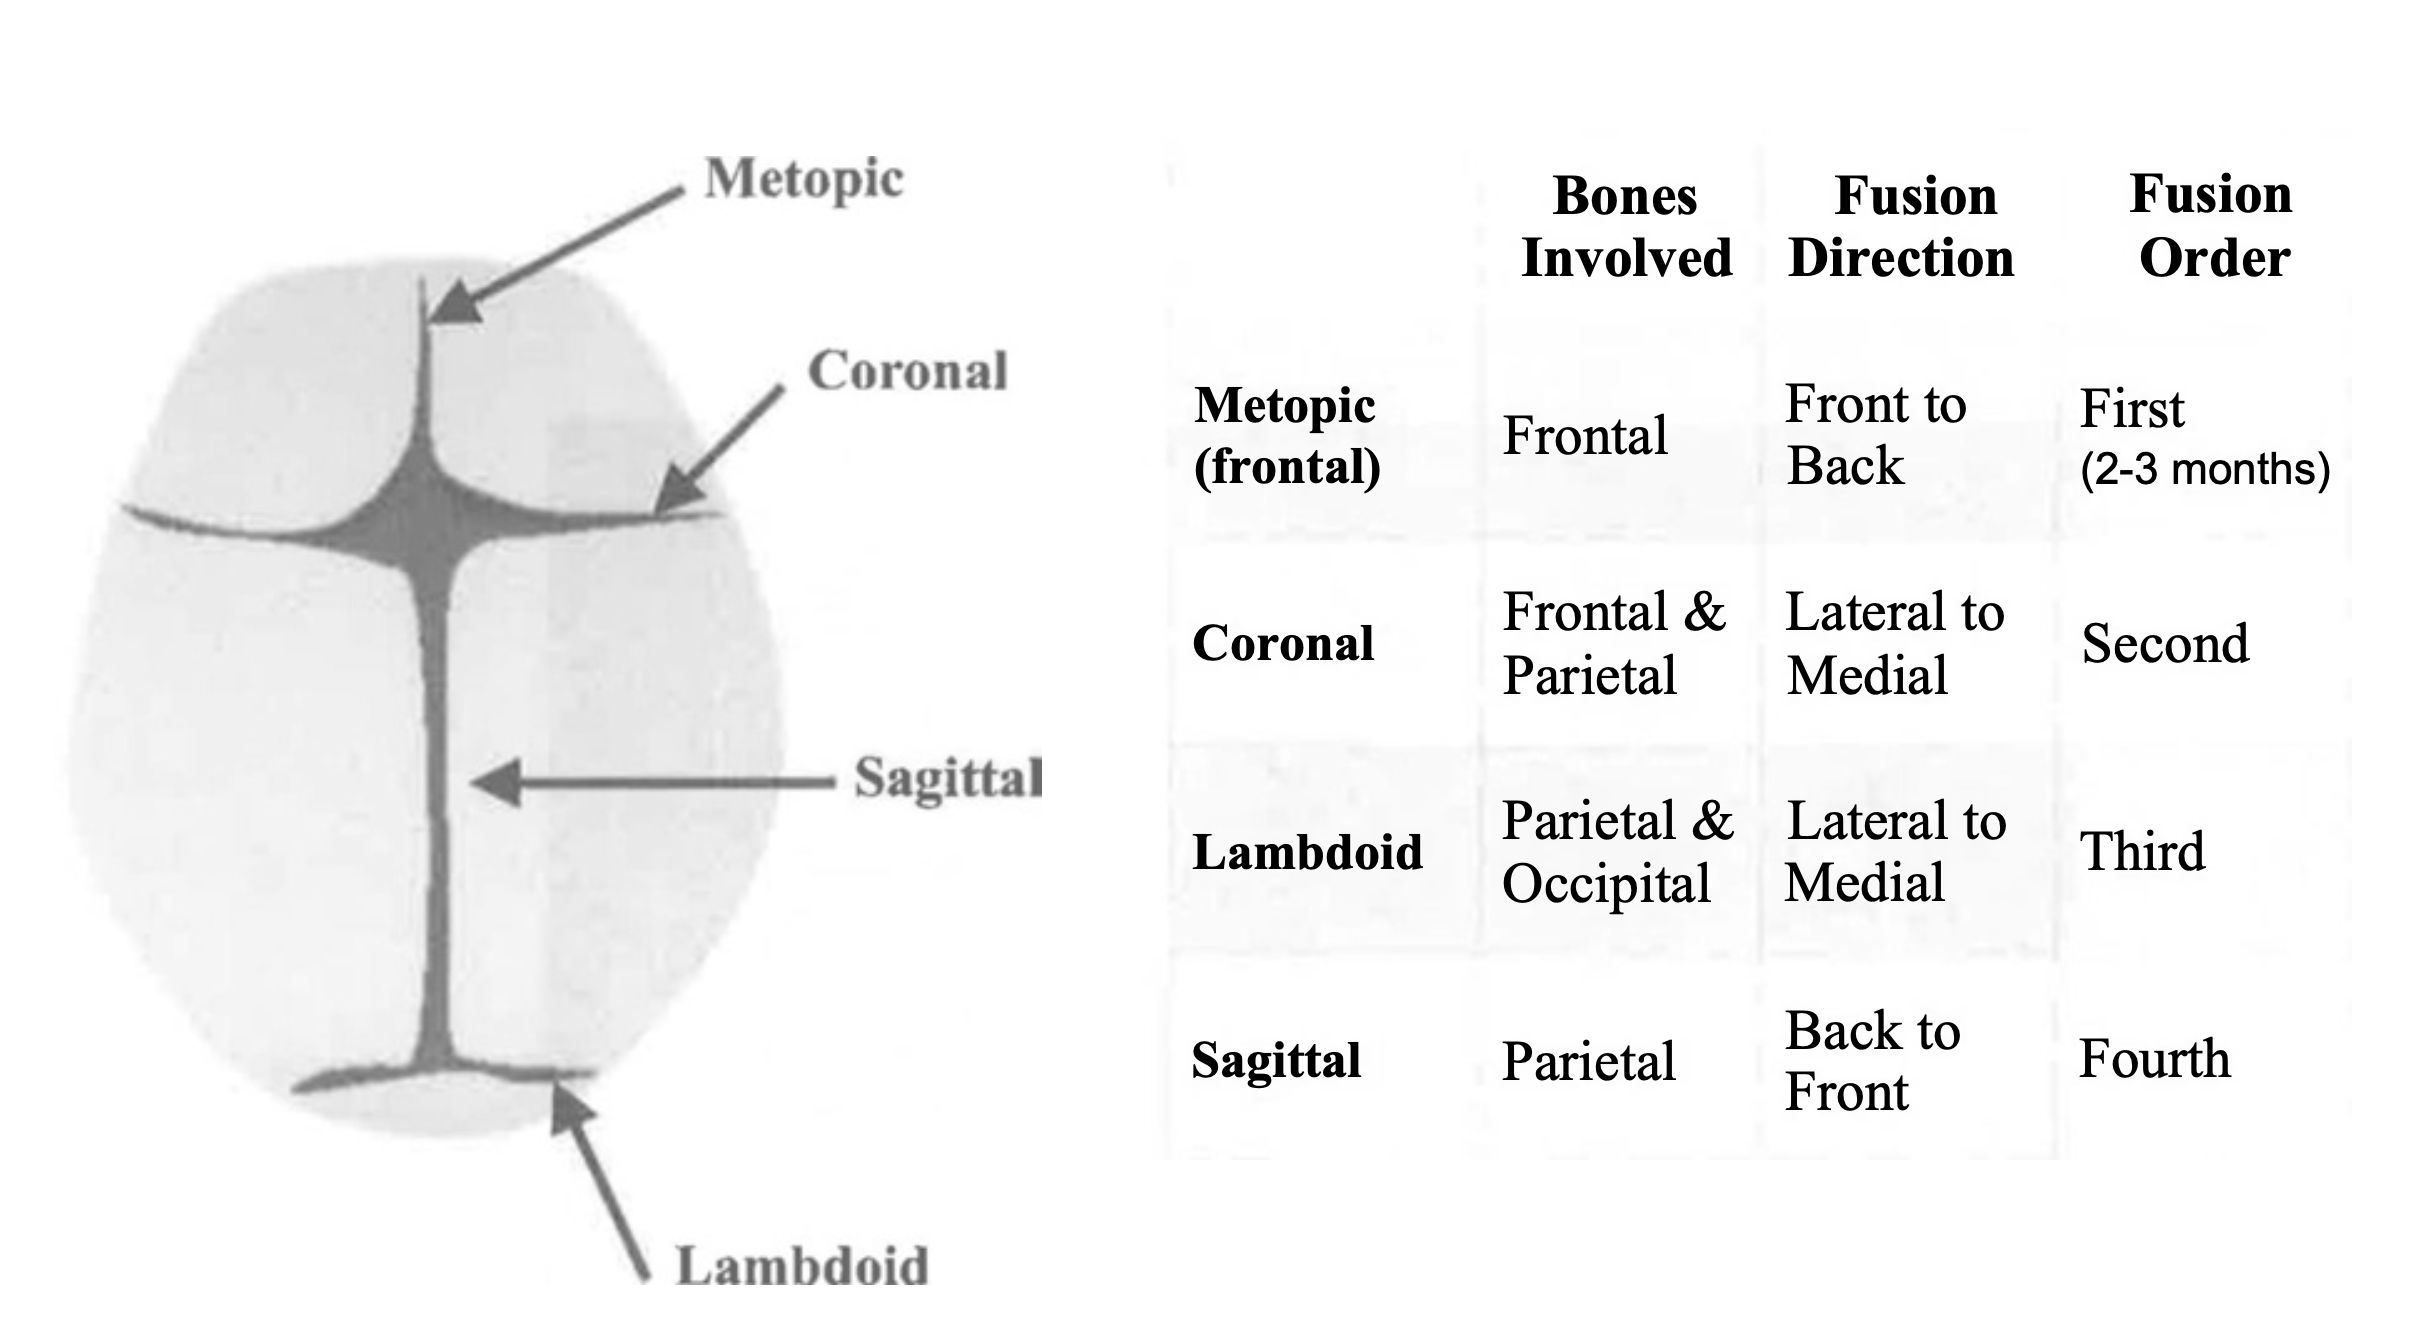 Metopic
Coronal
Sagittal
Lambdoid
Bones
Involved
Fusion
Direction
Fusion
Order
Metopic
(frontal)
Frontal
Front to
Back
First
(2-3 months)
Coronal
Frontal &
Parietal
Lateral to
Medial
Second
Lambdoid
Parietal &
Occipital
Lateral to
Medial
Third
Sagittal
Parietal
Back to
Front
Fourth